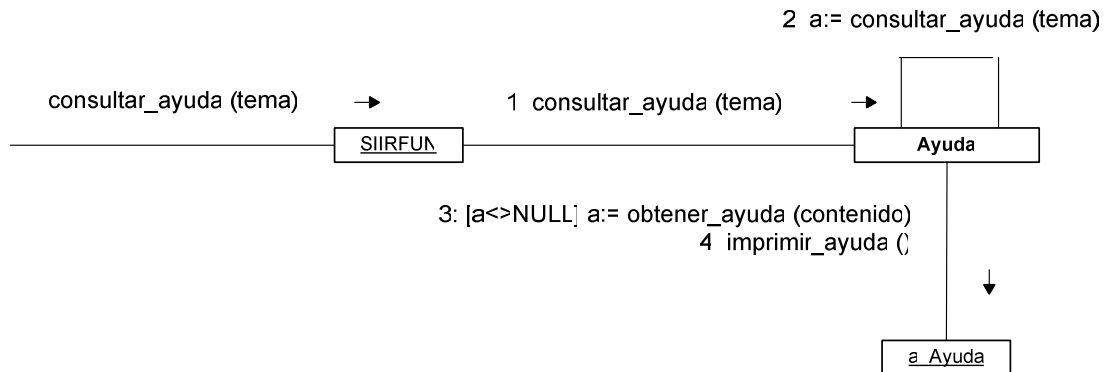 2 a:= consultar_ayuda (tema)
consultar_ayuda (tema)
1 consultar_ayuda (tema)
SIIRFUN
Ayuda
3: [a<>NULL] a:= obtener_ayuda (contenido)
4 imprimir_ayuda ()
a Ayuda